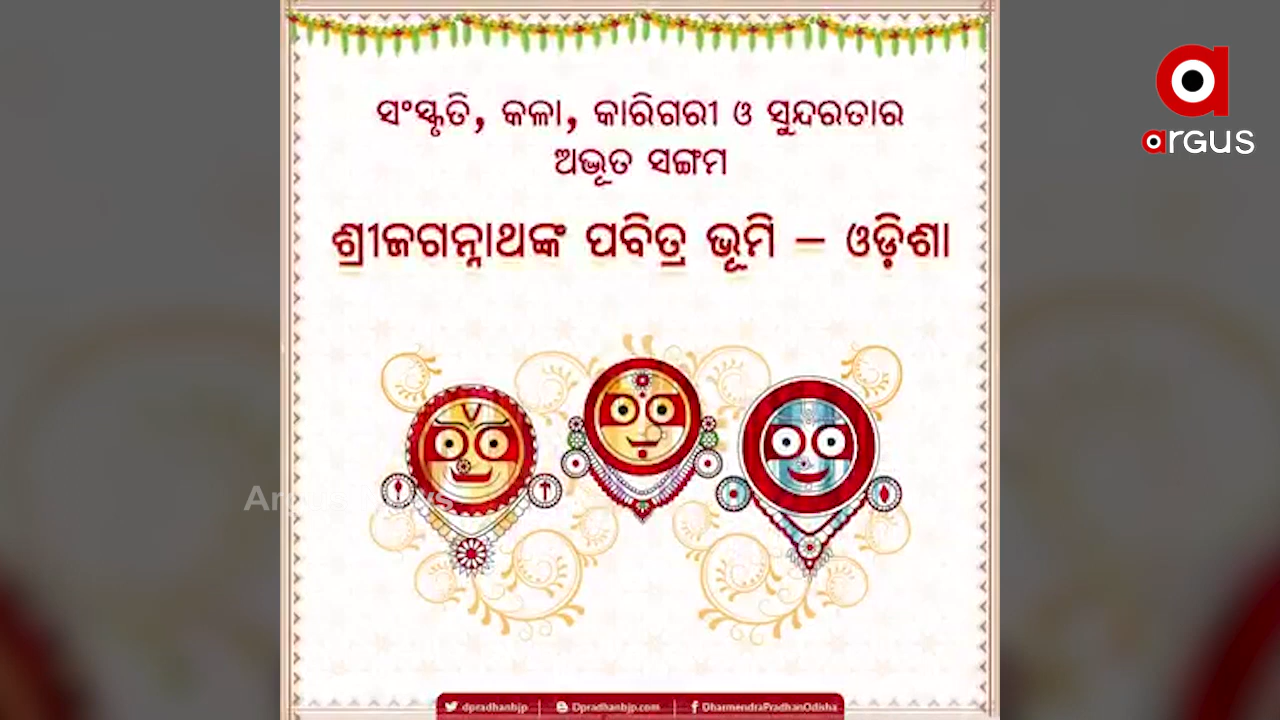 ସଂସ୍କୃତି, କଳା, କାରିଗରୀ ଓ ସୁନ୍ଦରତାର
ଅଦ୍ଭୂତ ସଙ୍ଗମ
ଶ୍ରୀଜଗନ୍ନାଥଙ୍କ ପବିତ୍ର ଭୂମି – ଓଡ଼ିଶା
argus
dpradhanbjp | Dpradhanbjp.com | DharmendraPradhanOdisha